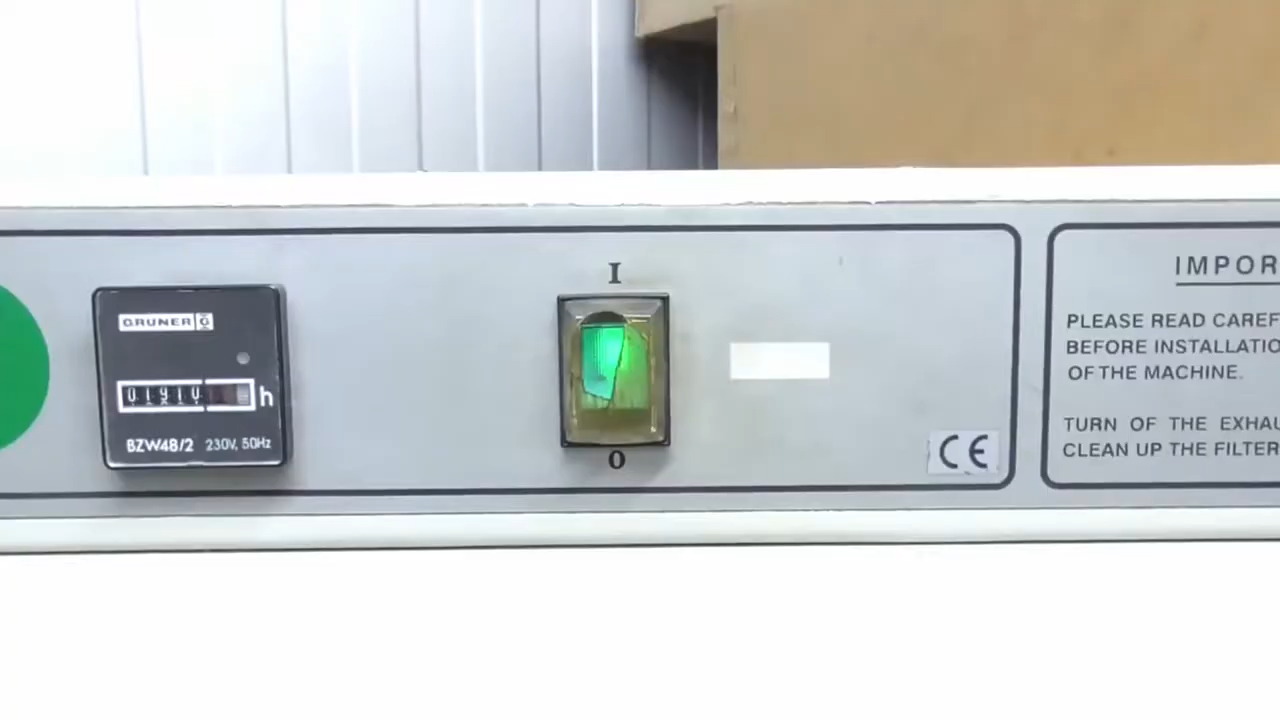 GRUNER
01910
h
BZW48/2 230V, 50Hz
I
O
CE
IMPOR
PLEASE READ CAREF
BEFORE INSTALLATIO
OF THE MACHINE.
TURN OF THE EXHAU
CLEAN UP THE FILTER